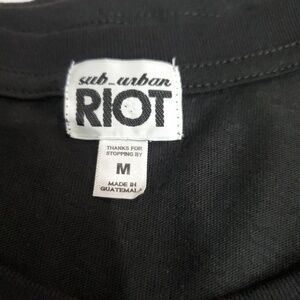 sub_urban
RIOT
THANKS FOR
STOPPING BY
M
MADE IN
GUATEMALA